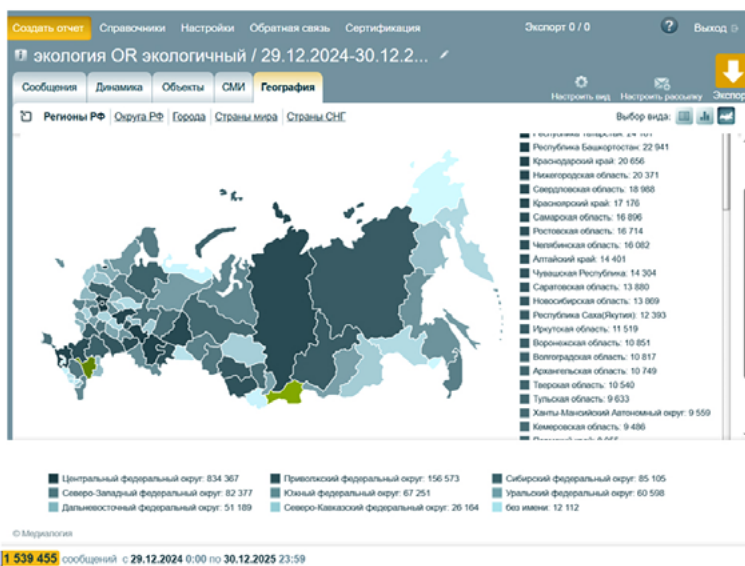 Создать отчет Справочники Настройки Обратная связь Сертификация Экспорт 0 / 0 ? Выход
экология OR экологичный / 29.12.2024-30.12.2...
Сообщения Динамика Объекты СМИ География
Настроить вид Настроить рассылку Экспор
Регионы РФ Округа РФ Города Страны мира Страны СНГ Выбор вида:
Республика Башкортостан: 22 941
Краснодарский край: 20 656
Нижегородская область: 20 371
Свердловская область: 18 988
Красноярский край: 17 176
Самарская область: 16 896
Ростовская область: 16 714
Челябинская область: 16 082
Алтайский край: 14 401
Чувашская Республика: 14 304
Саратовская область: 13 880
Новосибирская область: 13 869
Республика Саха(Якутия): 12 393
Иркутская область: 11 519
Воронежская область: 10 851
Волгоградская область: 10 817
Архангельская область: 10 749
Тверская область: 10 540
Тульская область: 9 633
Ханты-Мансийский Автономный округ: 9 559
Кемеровская область: 9 486
Центральный федеральный округ: 834 367 Приволжский федеральный округ: 156 573 Сибирский федеральный округ: 85 105
Северо-Западный федеральный округ: 82 377 Южный федеральный округ: 67 251 Уральский федеральный округ: 60 598
Дальневосточный федеральный округ: 51 189 Северо-Кавказский федеральный округ: 26 164 без имени: 12 112
© Медиалогия
1 539 455 сообщений с 29.12.2024 0:00 по 30.12.2025 23:59